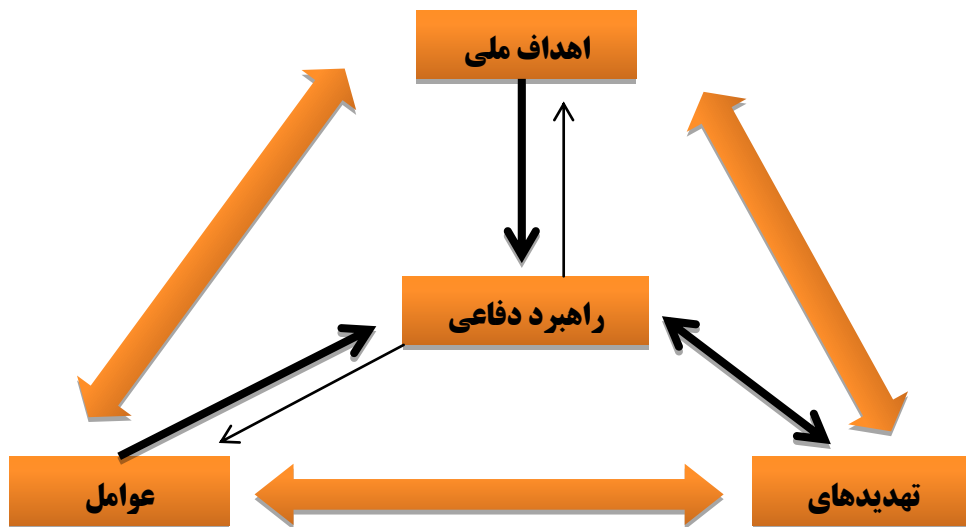 اهداف ملی
راهبرد دفاعی
تهدیدهای
عوامل